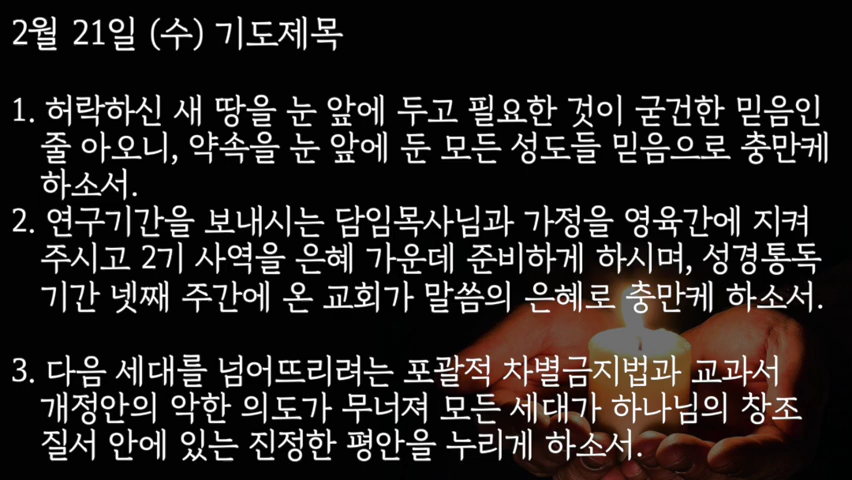 2월 21일 (수) 기도제목
1. 허락하신 새 땅을 눈 앞에 두고 필요한 것이 굳건한 믿음인
줄 아오니, 약속을 눈 앞에 둔 모든 성도들 믿음으로 충만케
하소서.
2. 연구기간을 보내시는 담임목사님과 가정을 영육간에 지켜
주시고 2기 사역을 은혜 가운데 준비하게 하시며, 성경통독
기간 넷째 주간에 온 교회가 말씀의 은혜로 충만케 하소서.
3. 다음 세대를 넘어뜨리려는 포괄적 차별금지법과 교과서
개정안의 악한 의도가 무너져 모든 세대가 하나님의 창조
질서 안에 있는 진정한 평안을 누리게 하소서.